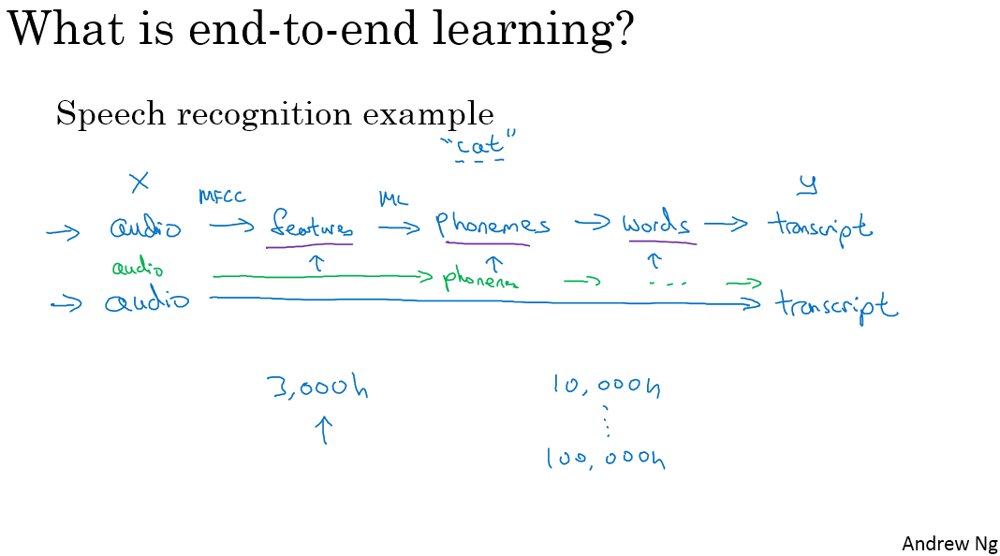 What is end-to-end learning?
Speech recognition example
"cat"
X y
MFCC ML
→ audio → features → phonemes → words → transcript
↑ ↑ ↑
audio → phonemes → ... →
→ audio → transcript
3,000h 10,000h
↑ ⋮
100,000h
Andrew Ng